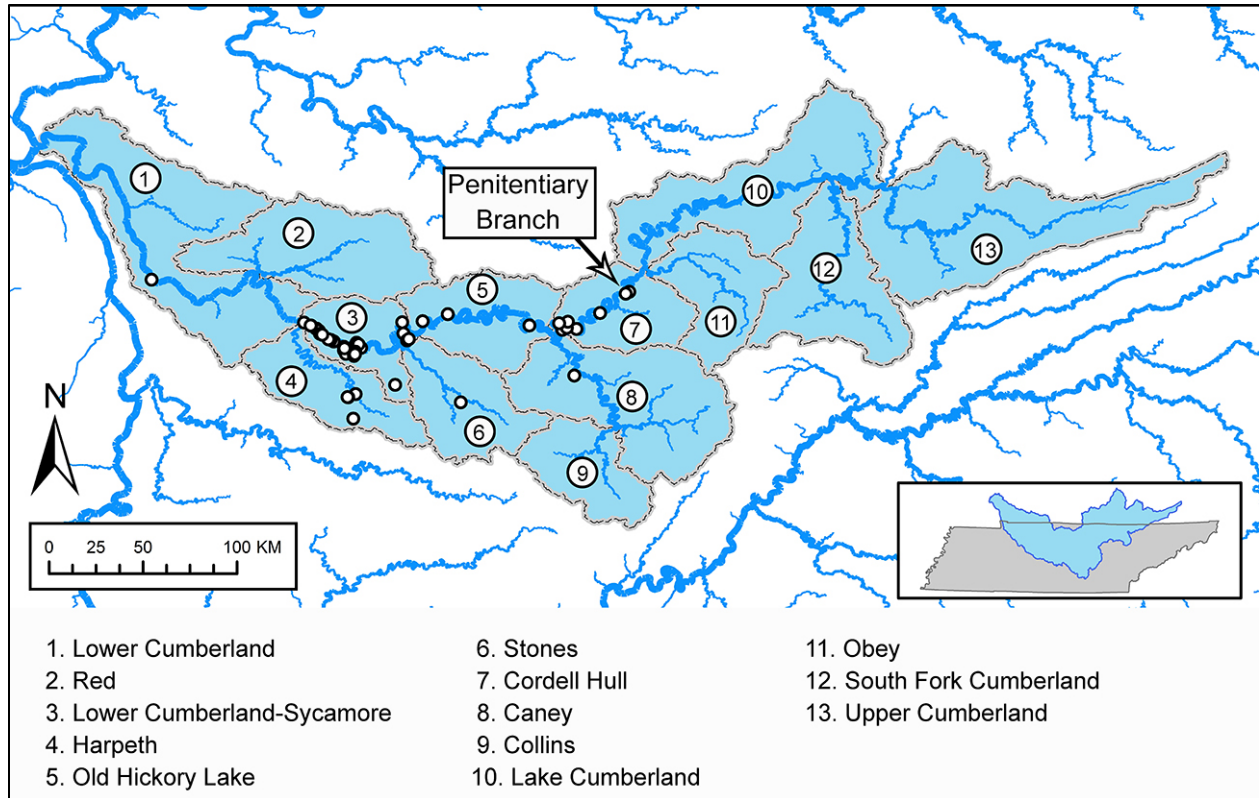 1
2
3
4
5
6
7
8
9
10
11
12
13
Penitentiary
Branch
N
0 25 50 100 KM
1. Lower Cumberland
2. Red
3. Lower Cumberland-Sycamore
4. Harpeth
5. Old Hickory Lake
6. Stones
7. Cordell Hull
8. Caney
9. Collins
10. Lake Cumberland
11. Obey
12. South Fork Cumberland
13. Upper Cumberland